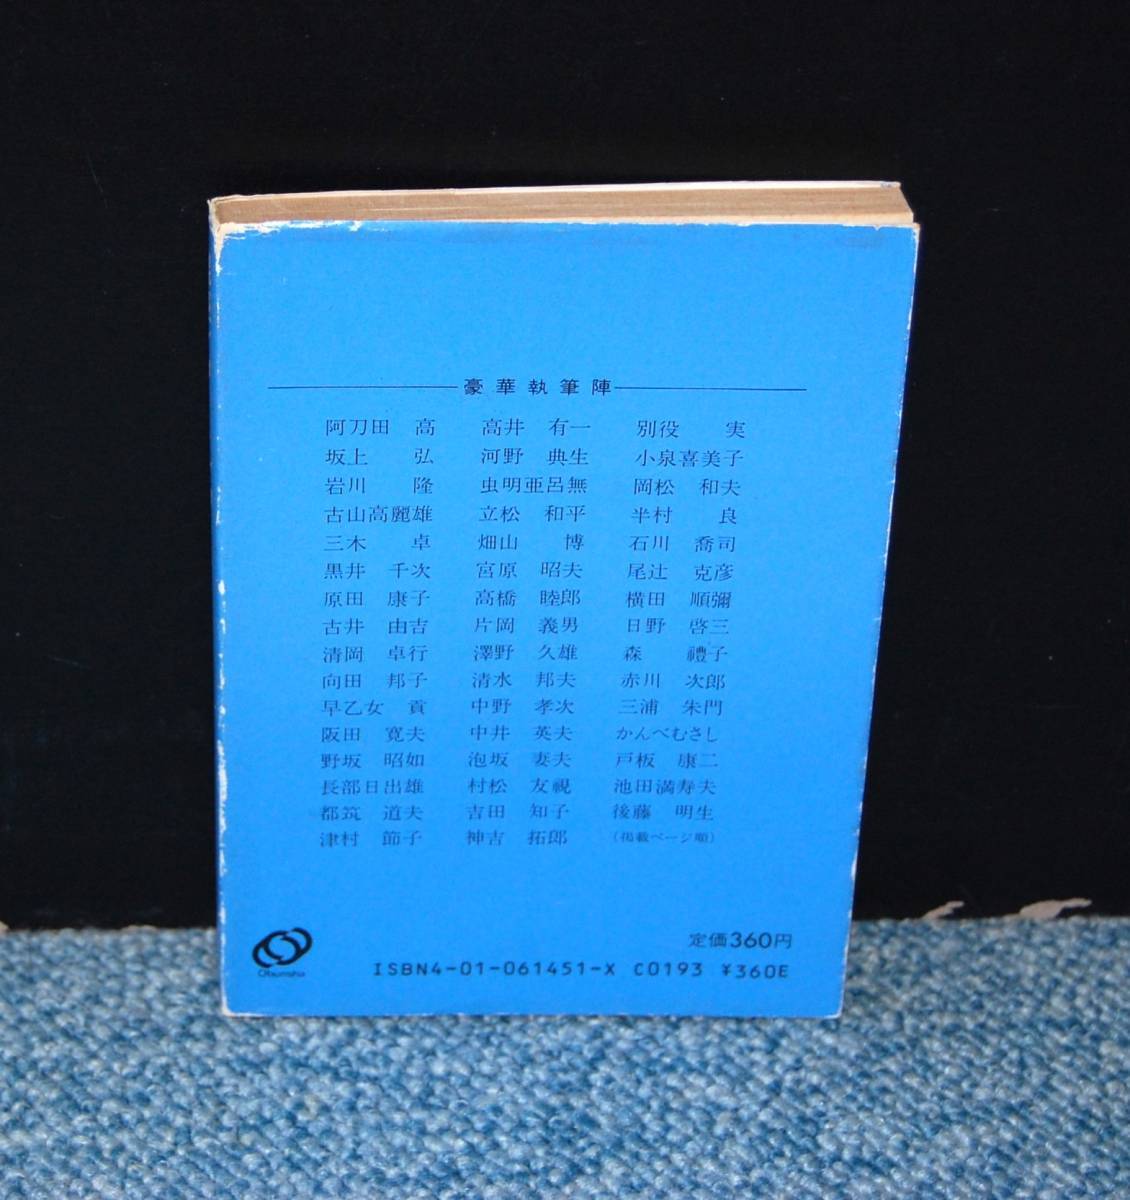 豪華執筆陣
阿刀田 高 高井 有一 別役 実
坂上 弘 河野 典生 小泉喜美子
岩川 隆 虫明亜呂無 岡松 和夫
古山高麗雄 立松 和平 半村 良
三木 卓 畑山 博 石川 喬司
黒井 千次 宮原 昭夫 尾辻 克彦
原田 康子 高橋 睦郎 横田 順彌
古井 由吉 片岡 義男 日野 啓三
清岡 卓行 澤野 久雄 森 禮子
向田 邦子 清水 邦夫 赤川 次郎
早乙女 貢 中野 孝次 三浦 朱門
阪田 寛夫 中井 英夫 かんべむさし
野坂 昭如 泡坂 妻夫 戸板 康二
長部日出雄 村松 友視 池田満寿夫
都筑 道夫 吉田 知子 後藤 明生
津村 節子 神吉 拓郎 (掲載ページ順)
定価360円
Obunsha
ISBN4-01-061451-X C0193 ¥360E